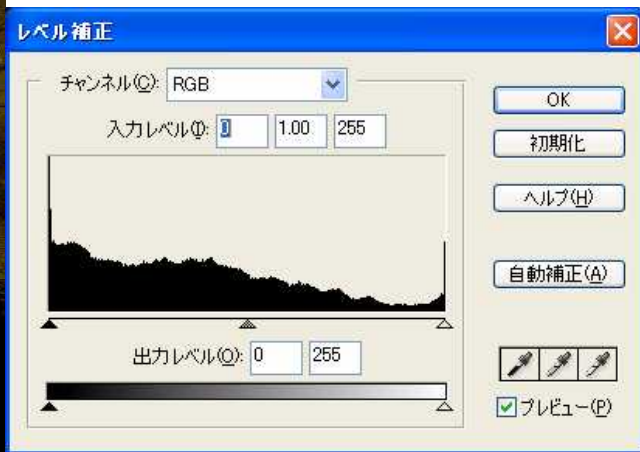 レベル補正
チャンネル(C): RGB
入力レベル(I): 0 1.00 255
出力レベル(O): 0 255
OK
初期化
ヘルプ(H)
自動補正(A)
プレビュー(P)